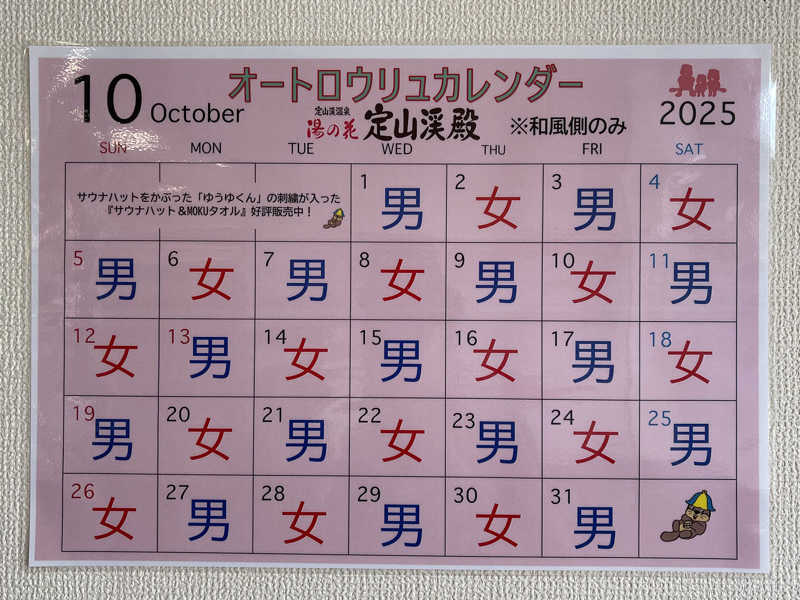 10 October
オートロウリュカレンダー
2025
定山渓温泉
湯の花 定山渓殿 ※和風側のみ
SUN MON TUE WED THU FRI SAT
サウナハットをかぶった「ゆうゆくん」の刺繍が入った
『サウナハット&MOKUタオル』好評販売中！
1 男 2 女 3 男 4 女
5 男 6 女 7 男 8 女 9 男 10 女 11 男
12 女 13 男 14 女 15 男 16 女 17 男 18 女
19 男 20 女 21 男 22 女 23 男 24 女 25 男
26 女 27 男 28 女 29 男 30 女 31 男